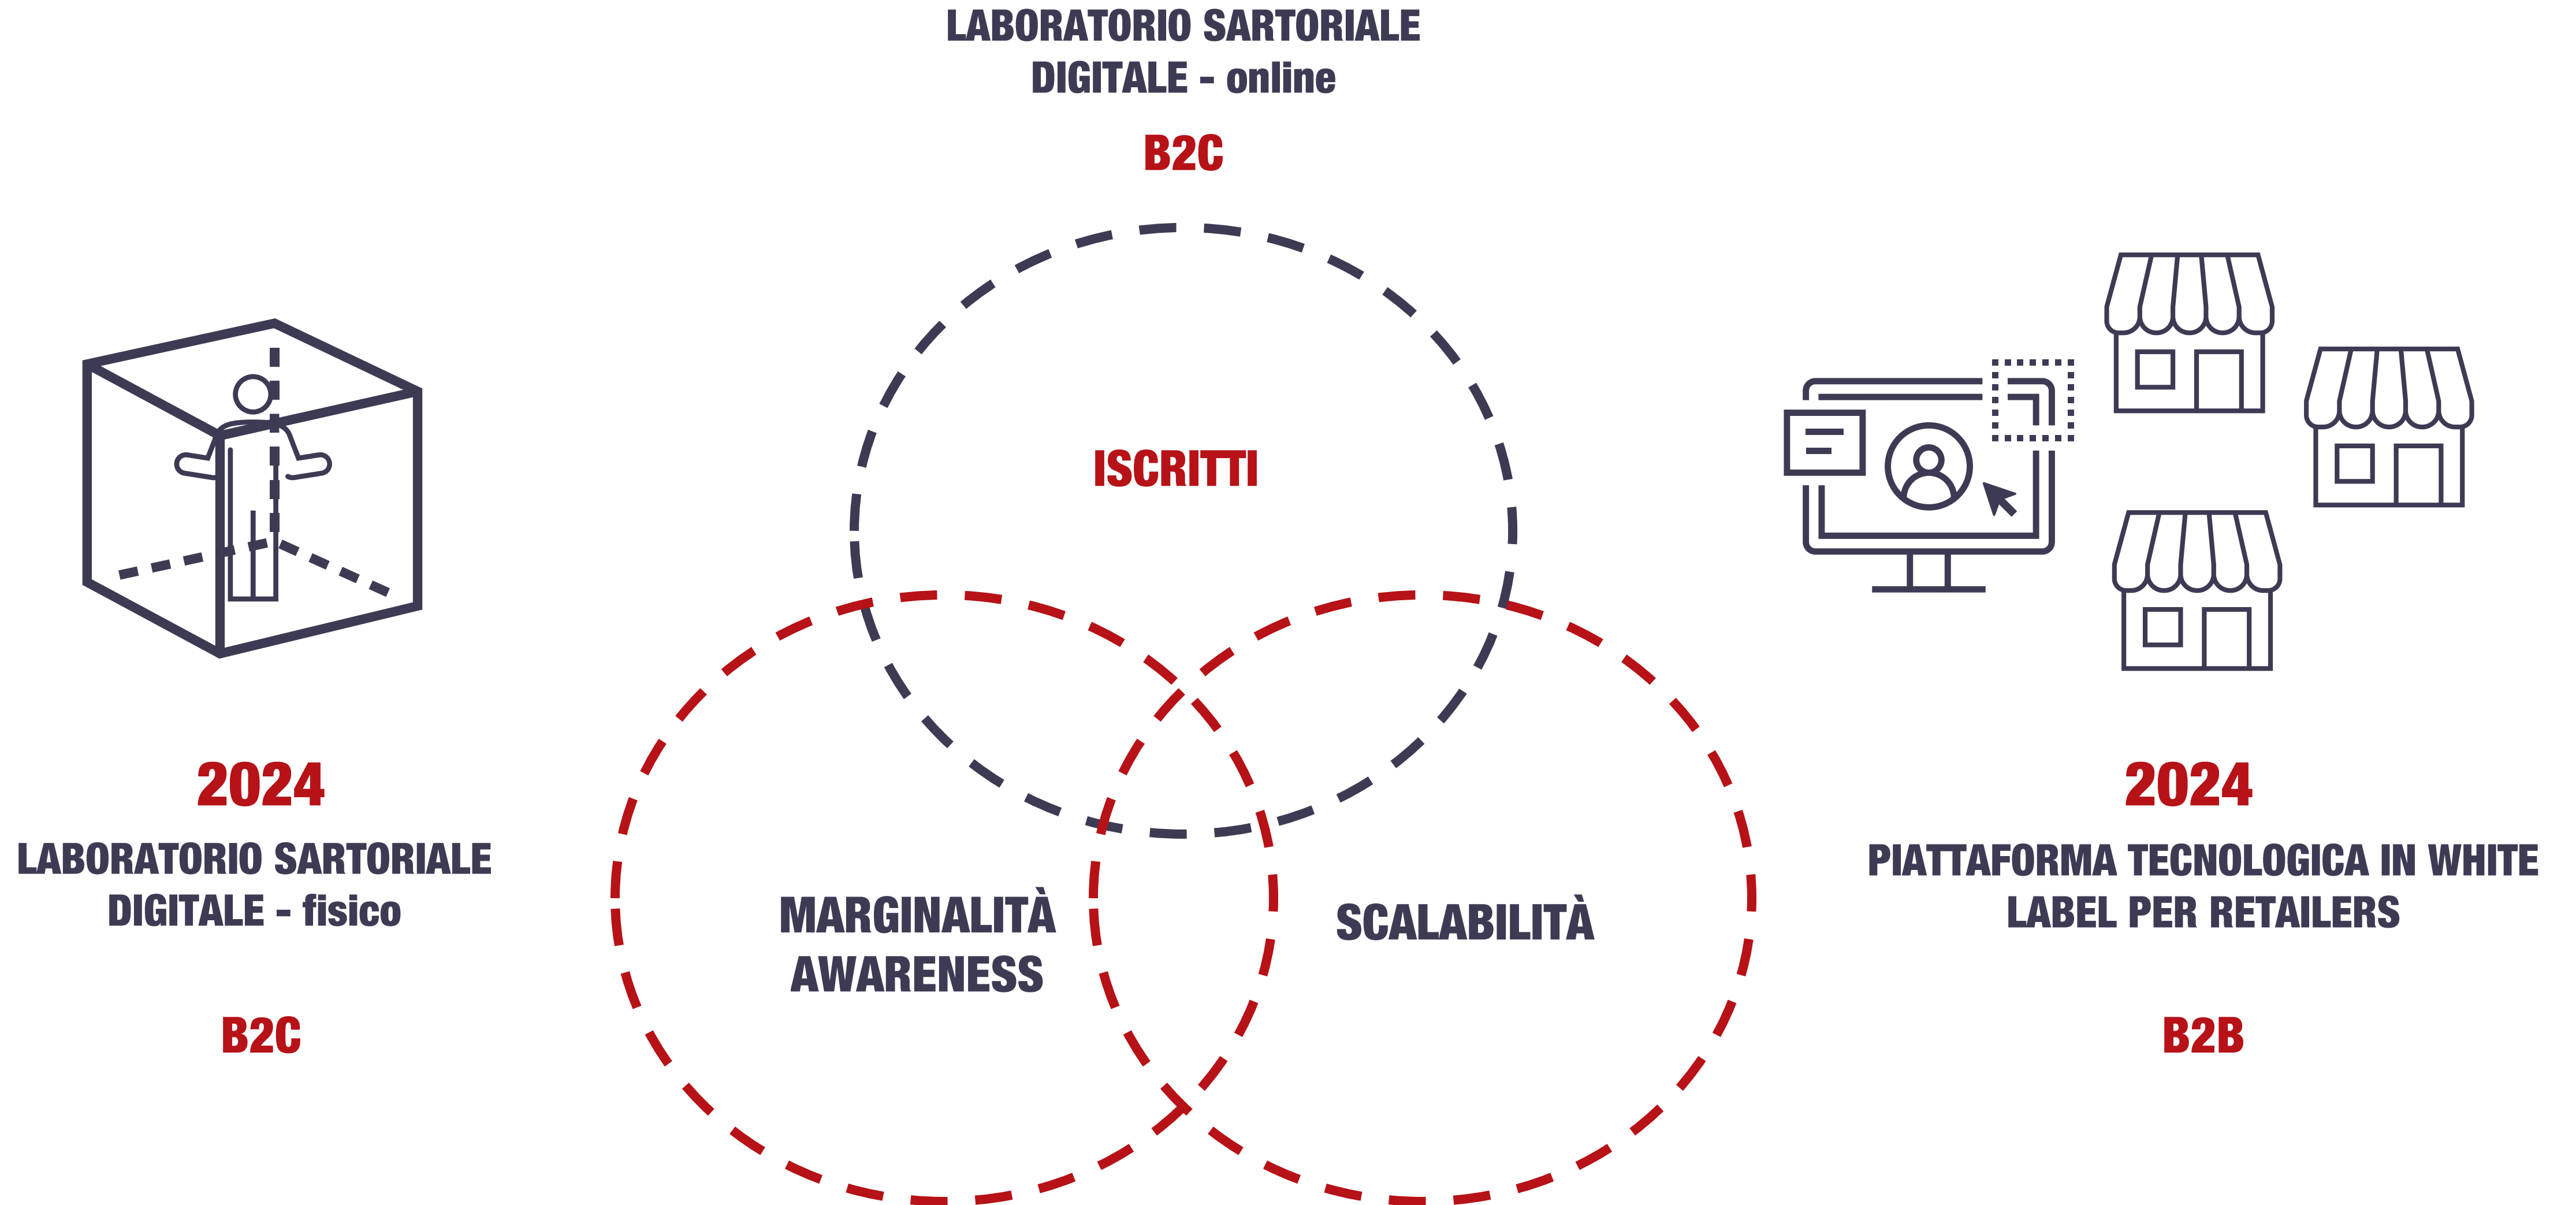 LABORATORIO SARTORIALE
DIGITALE - online
B2C
ISCRITTI
2024
LABORATORIO SARTORIALE
DIGITALE - fisico
B2C
MARGINALITÀ
AWARENESS
SCALABILITÀ
2024
PIATTAFORMA TECNOLOGICA IN WHITE
LABEL PER RETAILERS
B2B